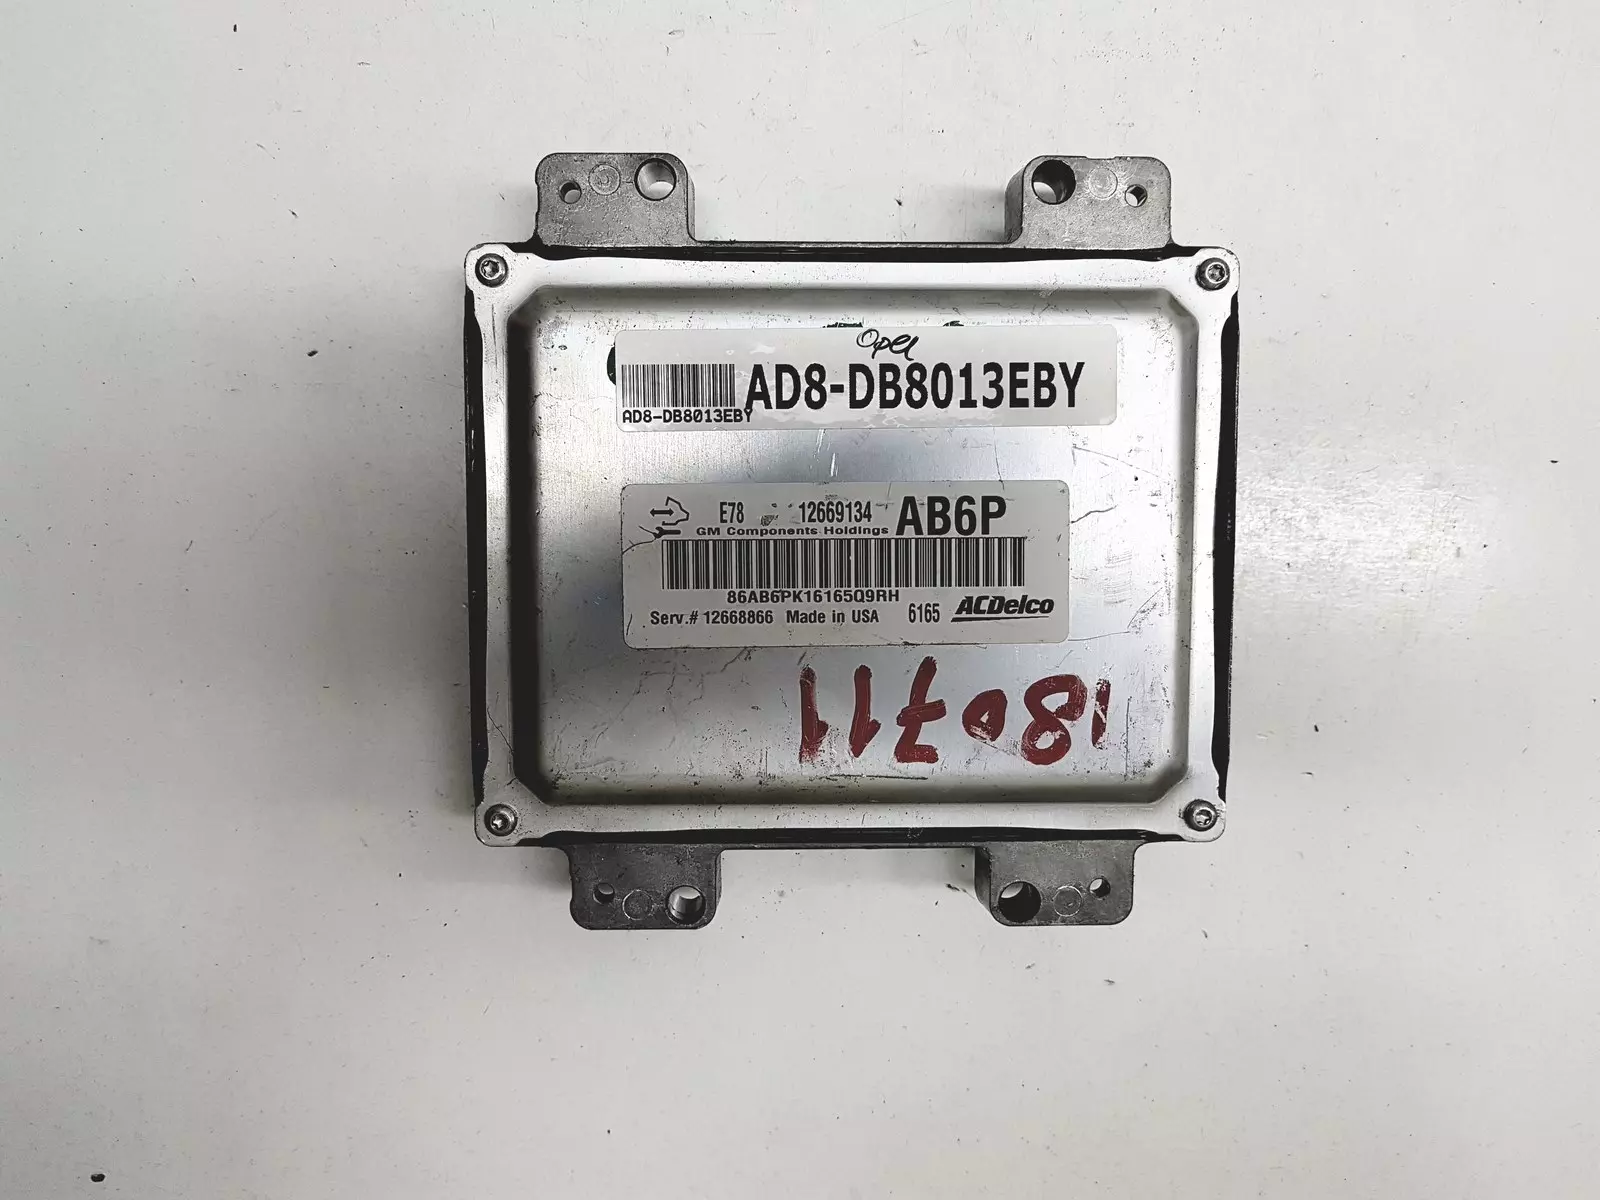 Opel
AD8-DB8013EBY
AD8-DB8013EBY
E78 12669134 AB6P
GM Components Holdings
86AB6PK16165Q9RH
Serv.# 12668866 Made in USA 6165 ACDelco
180711